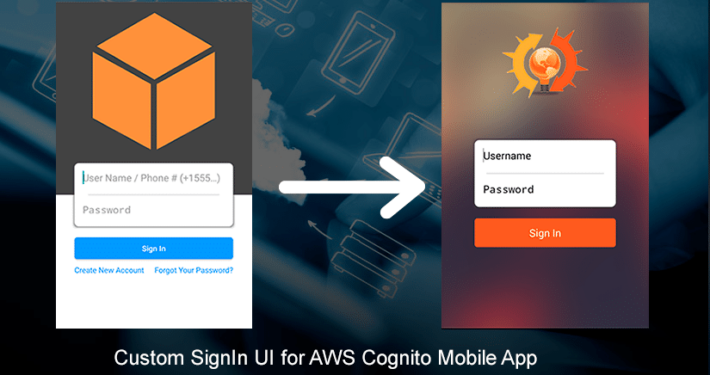 User Name / Phone # (+1555...)
Password
Sign In
Create New Account Forgot Your Password?
Username
Password
Sign In
Custom SignIn UI for AWS Cognito Mobile App